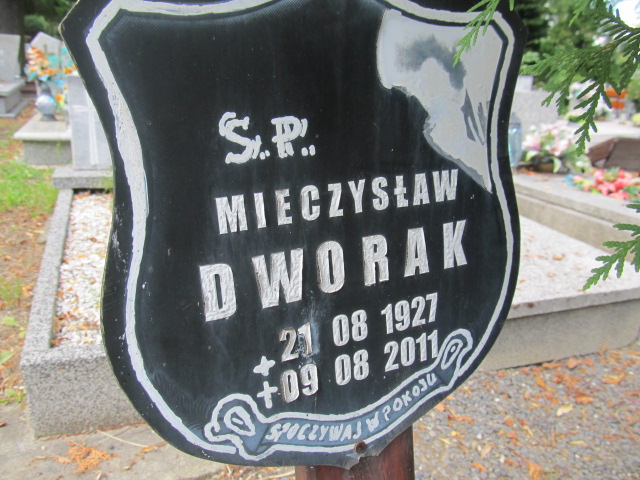 Ś.P.
MIECZYSŁAW
DWORAK
* 21 08 1927
+ 09 08 2011
SPOCZYWAJ W POKOJU